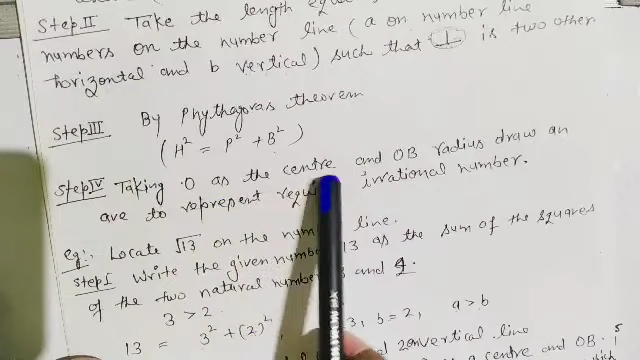 Step II Take the length
numbers on the number line (a on number line
horizontal and b vertical) such that ⊥ is two other
Step III By Phythagoras theorem
(H² = P² + B²)
Step IV Taking O as the centre and OB radius draw an
are to represent irrational number.
eg:- Locate √13 on the line.
Step I Write the given number 13 as the sum of the squares
of the two natural and 4.
3 > 2
13 = 3² + (2)², b = 2, a > b
line
a centre and OB.